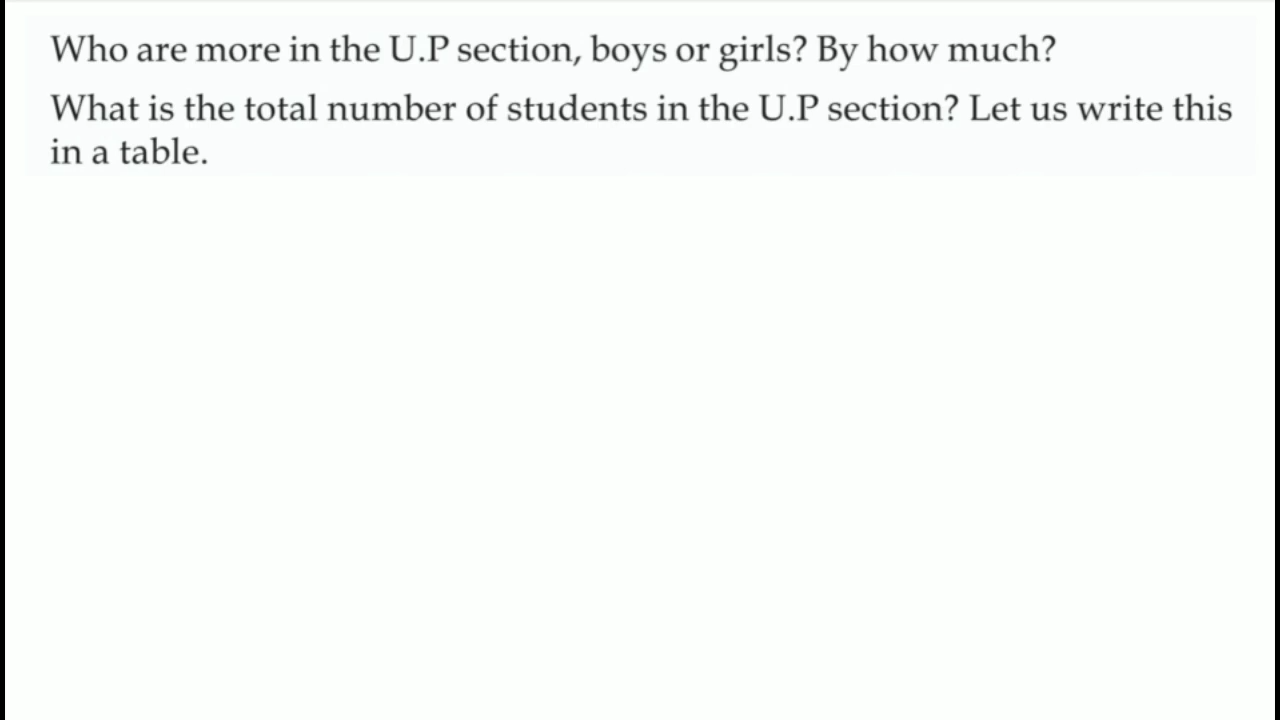 Who are more in the U.P section, boys or girls? By how much?
What is the total number of students in the U.P section? Let us write this
in a table.